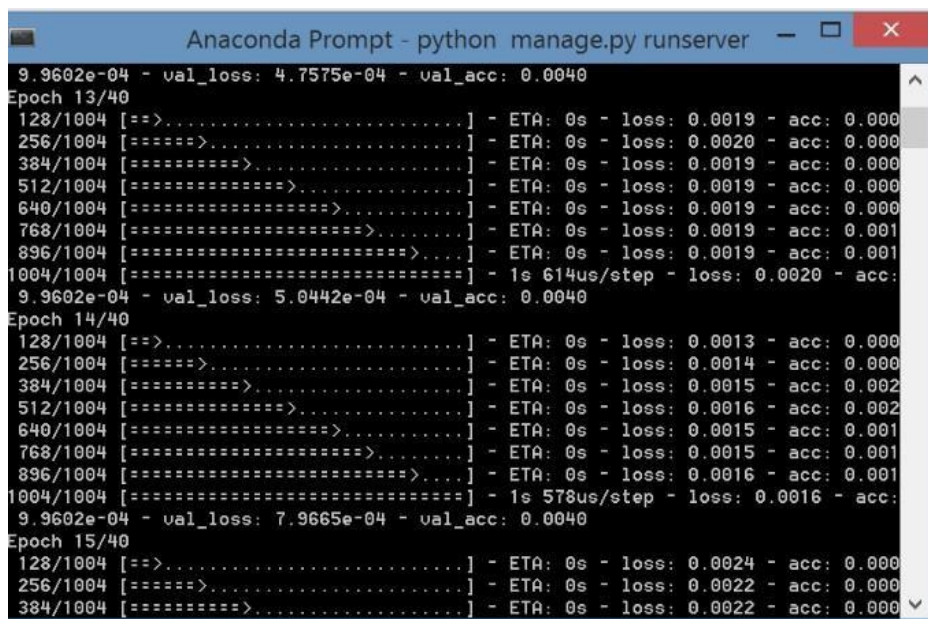 Anaconda Prompt - python  manage.py runserver
9.9602e-04 - val_loss: 4.7575e-04 - val_acc: 0.0040
Epoch 13/40
128/1004 [==>.............................] - ETA: 0s - loss: 0.0019 - acc: 0.000
256/1004 [======>.........................] - ETA: 0s - loss: 0.0020 - acc: 0.000
384/1004 [==========>.....................] - ETA: 0s - loss: 0.0019 - acc: 0.000
512/1004 [==============>.................] - ETA: 0s - loss: 0.0019 - acc: 0.000
640/1004 [==================>...........] - ETA: 0s - loss: 0.0019 - acc: 0.000
768/1004 [=====================>........] - ETA: 0s - loss: 0.0019 - acc: 0.001
896/1004 [==========================>....] - ETA: 0s - loss: 0.0019 - acc: 0.001
1004/1004 [==============================] - 1s 614us/step - loss: 0.0020 - acc:
9.9602e-04 - val_loss: 5.0442e-04 - val_acc: 0.0040
Epoch 14/40
128/1004 [==>.............................] - ETA: 0s - loss: 0.0013 - acc: 0.000
256/1004 [======>.........................] - ETA: 0s - loss: 0.0014 - acc: 0.000
384/1004 [==========>.....................] - ETA: 0s - loss: 0.0015 - acc: 0.002
512/1004 [==============>.................] - ETA: 0s - loss: 0.0016 - acc: 0.002
640/1004 [==================>...........] - ETA: 0s - loss: 0.0015 - acc: 0.001
768/1004 [=====================>........] - ETA: 0s - loss: 0.0015 - acc: 0.001
896/1004 [==========================>....] - ETA: 0s - loss: 0.0016 - acc: 0.001
1004/1004 [==============================] - 1s 578us/step - loss: 0.0016 - acc:
9.9602e-04 - val_loss: 7.9665e-04 - val_acc: 0.0040
Epoch 15/40
128/1004 [==>.............................] - ETA: 0s - loss: 0.0024 - acc: 0.000
256/1004 [======>.........................] - ETA: 0s - loss: 0.0022 - acc: 0.000
384/1004 [==========>.....................] - ETA: 0s - loss: 0.0022 - acc: 0.000